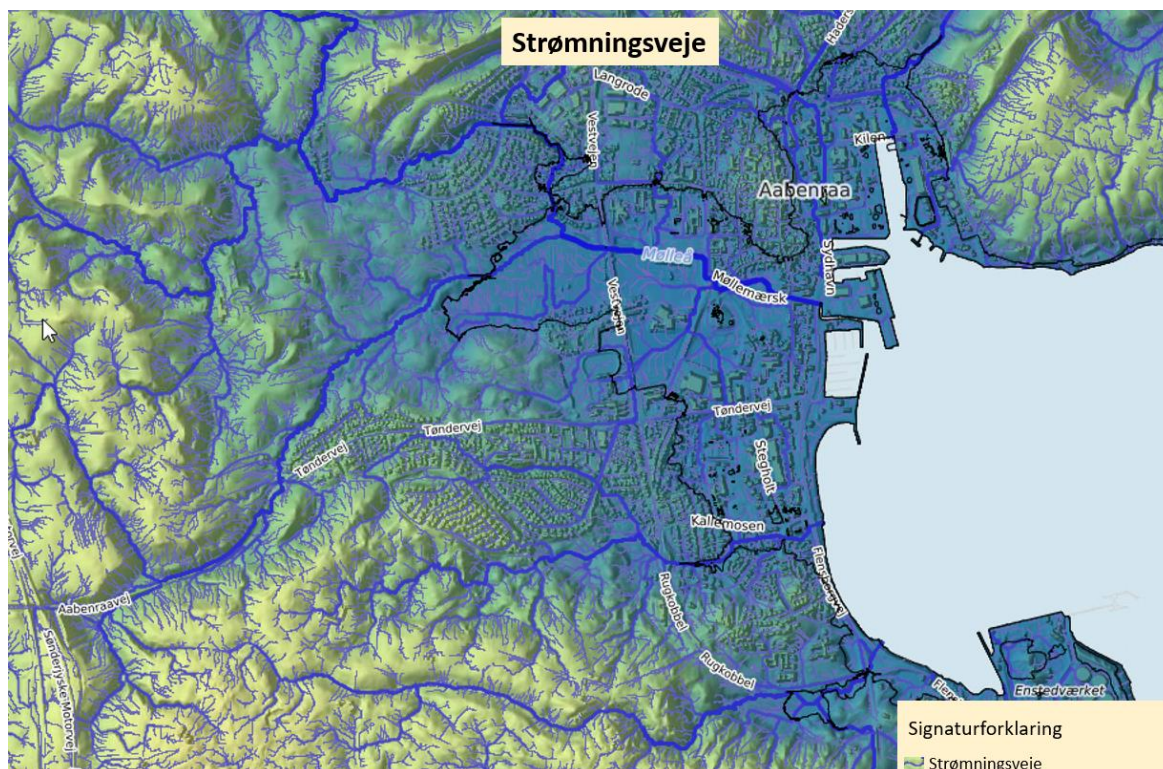 Strømningsveje
Haders
Langrode
Vestvejen
Kilen
Aabenraa
Mølleå
Sydhavn
Møllemærsk
Vestvejen
Tøndervej
Tøndervej
Tøndervej
Stegholt
Kallemosen
Flensborgvej
Aabenraavej
Rugkobbel
Rugkobbel
Sønderjyske Motorvej
Enstedværket
Signaturforklaring
Strømningsveje